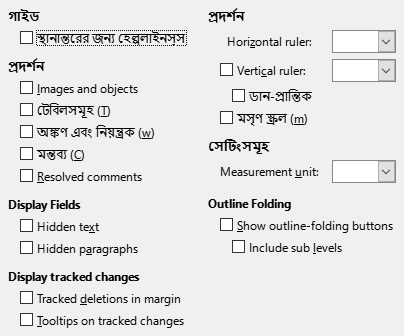 গাইড
স্থানান্তরের জন্য হেল্পলাইনস্স
প্রদর্শন
Images and objects
টেবিলসমূহ (T)
অঙ্কণ এবং নিয়ন্ত্রক (w)
মন্তব্য (C)
Resolved comments
Display Fields
Hidden text
Hidden paragraphs
Display tracked changes
Tracked deletions in margin
Tooltips on tracked changes
প্রদর্শন
Horizontal ruler:
Vertical ruler:
ডান-প্রান্তিক
মসৃণ স্ক্রল (m)
সেটিংসমূহ
Measurement unit:
Outline Folding
Show outline-folding buttons
Include sub levels